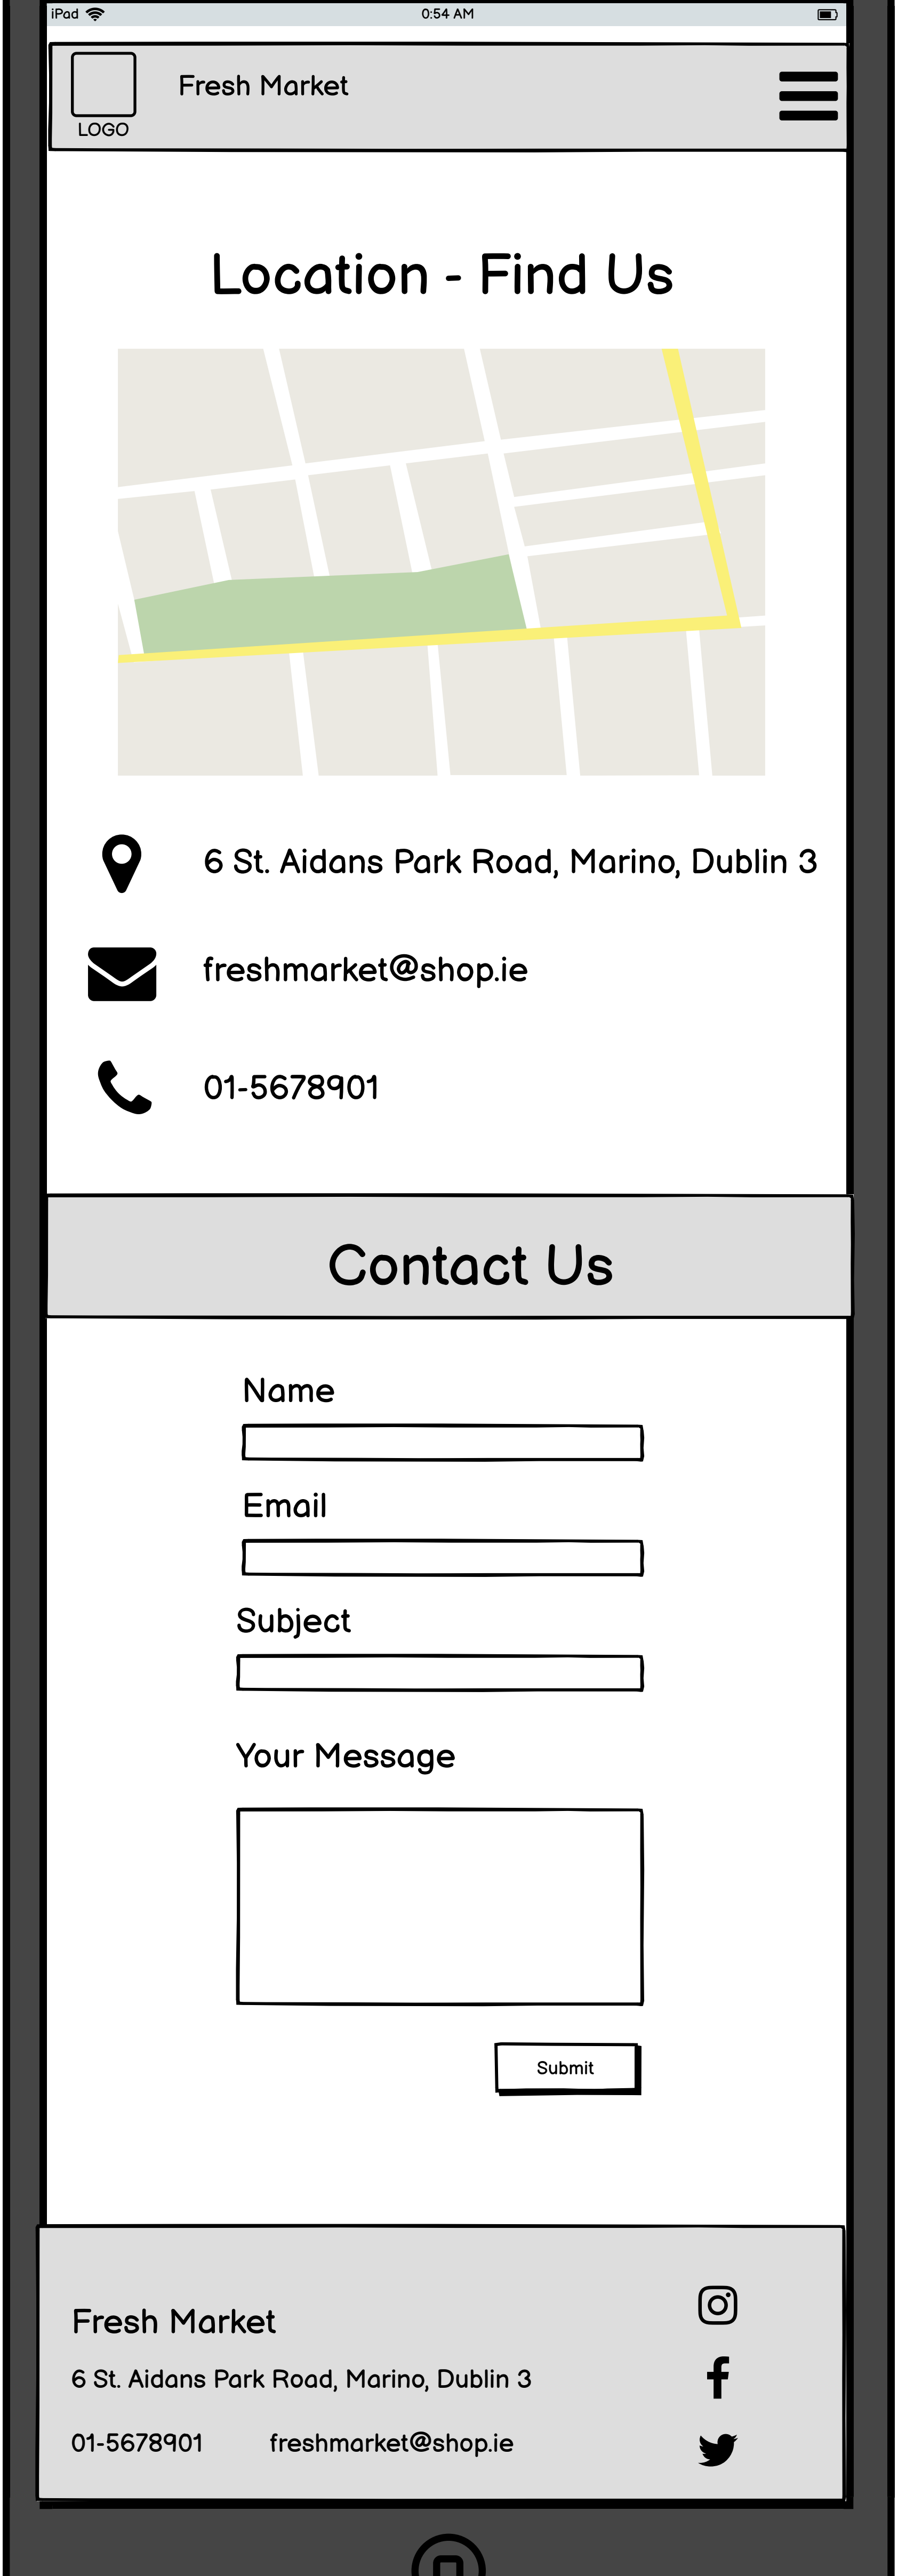 iPad 0:54 AM
Fresh Market
LOGO
Location - Find Us
6 St. Aidans Park Road, Marino, Dublin 3
freshmarket@shop.ie
01-5678901
Contact Us
Name
Email
Subject
Your Message
Submit
Fresh Market
6 St. Aidans Park Road, Marino, Dublin 3
01-5678901 freshmarket@shop.ie